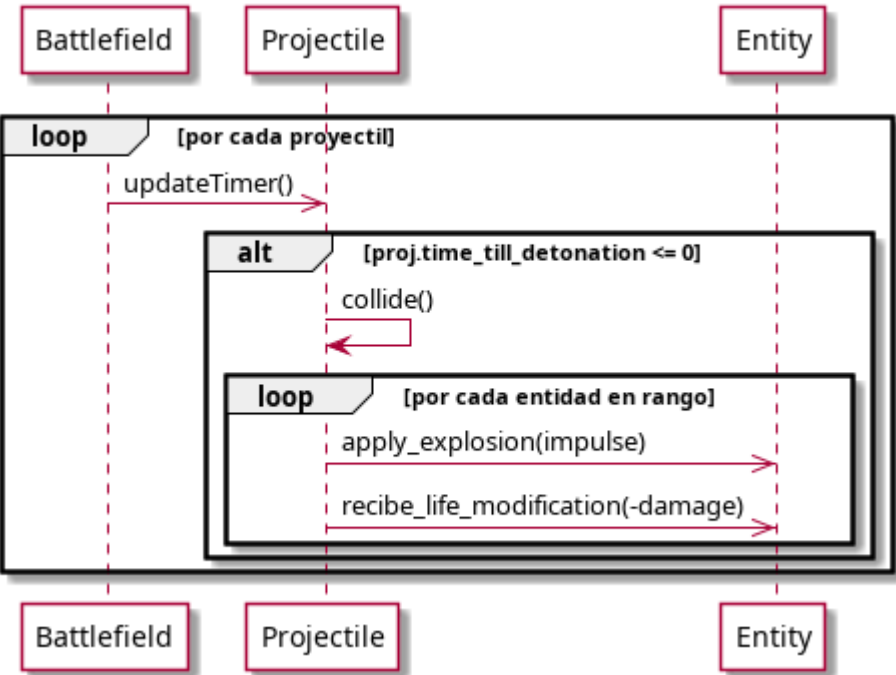 Battlefield
Projectile
Entity
loop
[por cada proyectil]
updateTimer()
alt
[proj.time_till_detonation <= 0]
collide()
loop
[por cada entidad en rango]
apply_explosion(impulse)
recibe_life_modification(-damage)
Battlefield
Projectile
Entity